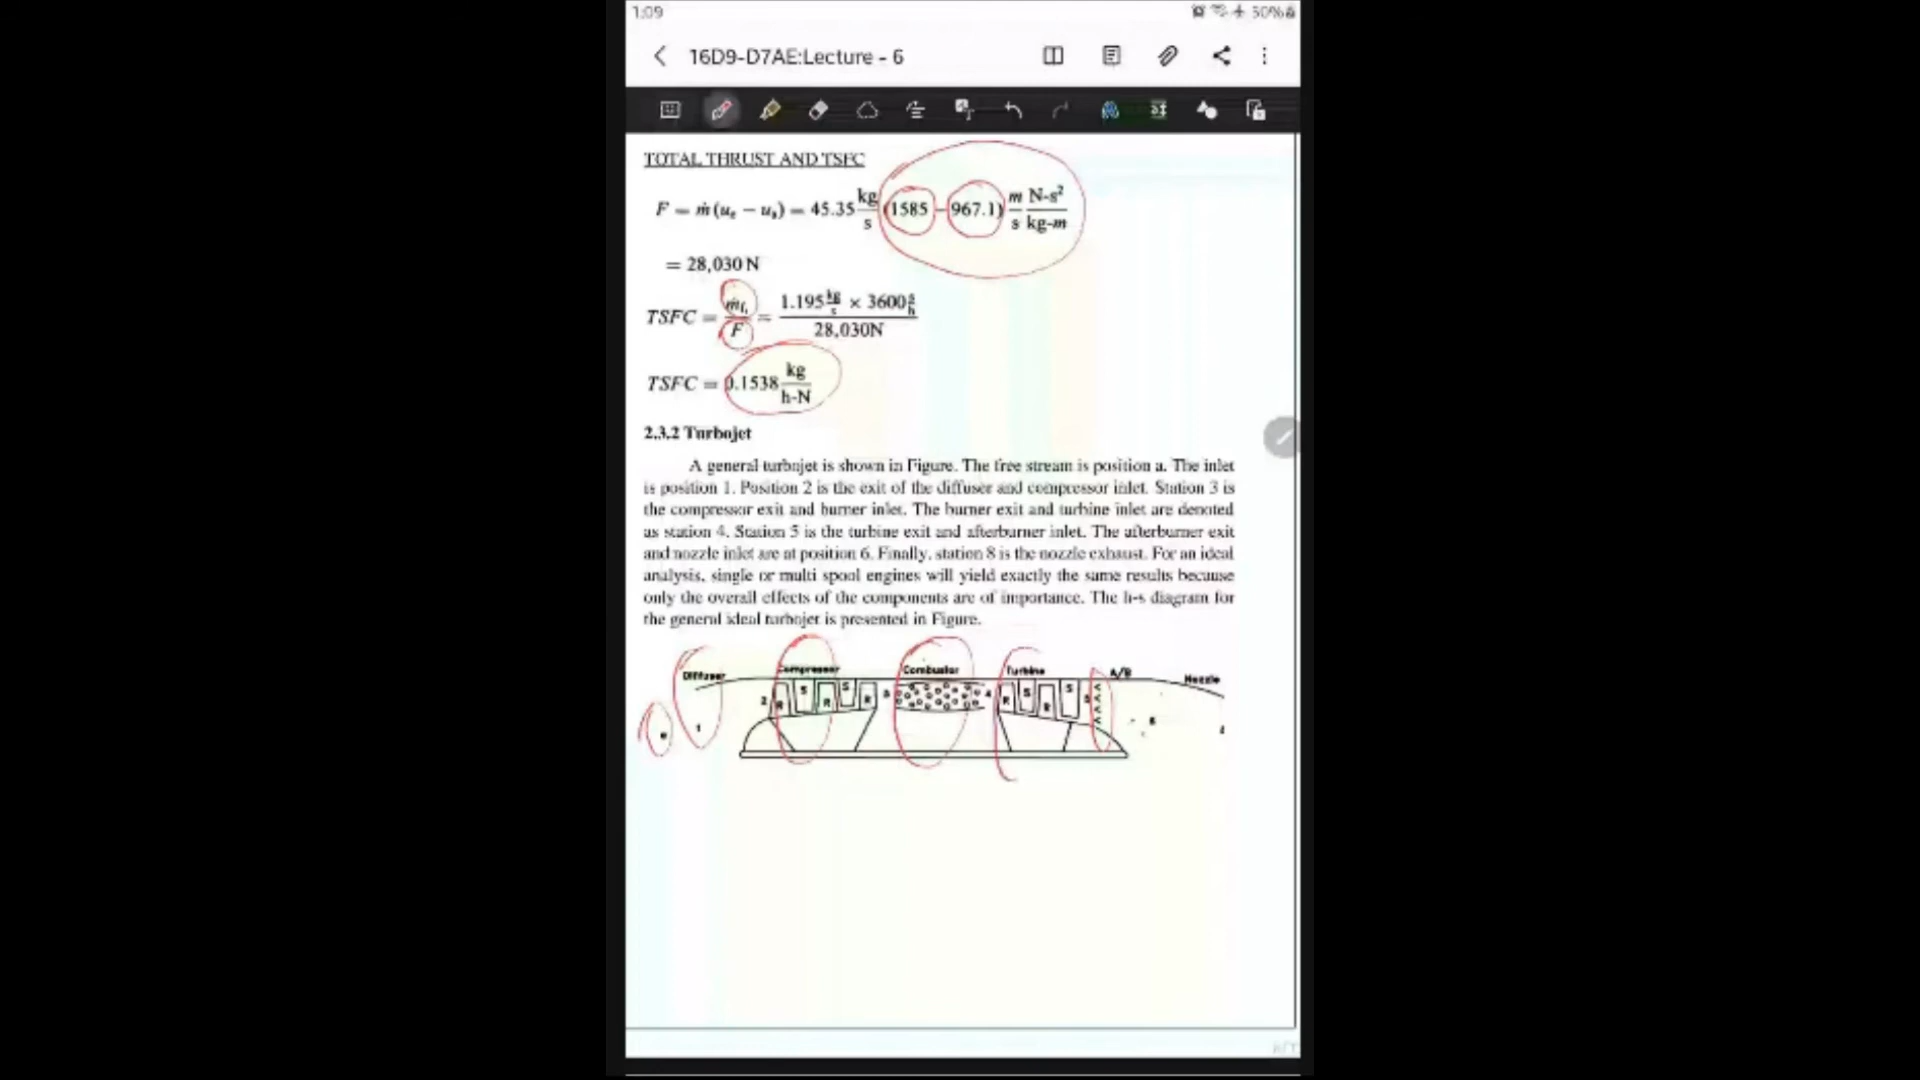 1:09
50%
16D9-D7AE:Lecture - 6
TOTAL THRUST AND TSFC
F = ṁ (uₑ − uₐ) = 45.35 kg/s (1585 − 967.1) m/s N-s²/kg-m
= 28,030 N
TSFC = ṁf/F = 1.195 kg/s × 3600 s/h / 28,030N
TSFC = 0.1538 kg/h-N
2.3.2 Turbojet
A general turbojet is shown in Figure. The free stream is position a. The inlet
is position 1. Position 2 is the exit of the diffuser and compressor inlet. Station 3 is
the compressor exit and burner inlet. The burner exit and turbine inlet are denoted
as station 4. Station 5 is the turbine exit and afterburner inlet. The afterburner exit
and nozzle inlet are at position 6. Finally, station 8 is the nozzle exhaust. For an ideal
analysis, single or multi spool engines will yield exactly the same results because
only the overall effects of the components are of importance. The h-s diagram for
the general ideal turbojet is presented in Figure.
Diffuser Compressor Combustor Turbine A/B Nozzle
2 R S R S R 3 4 R S R S 5
a 1 6